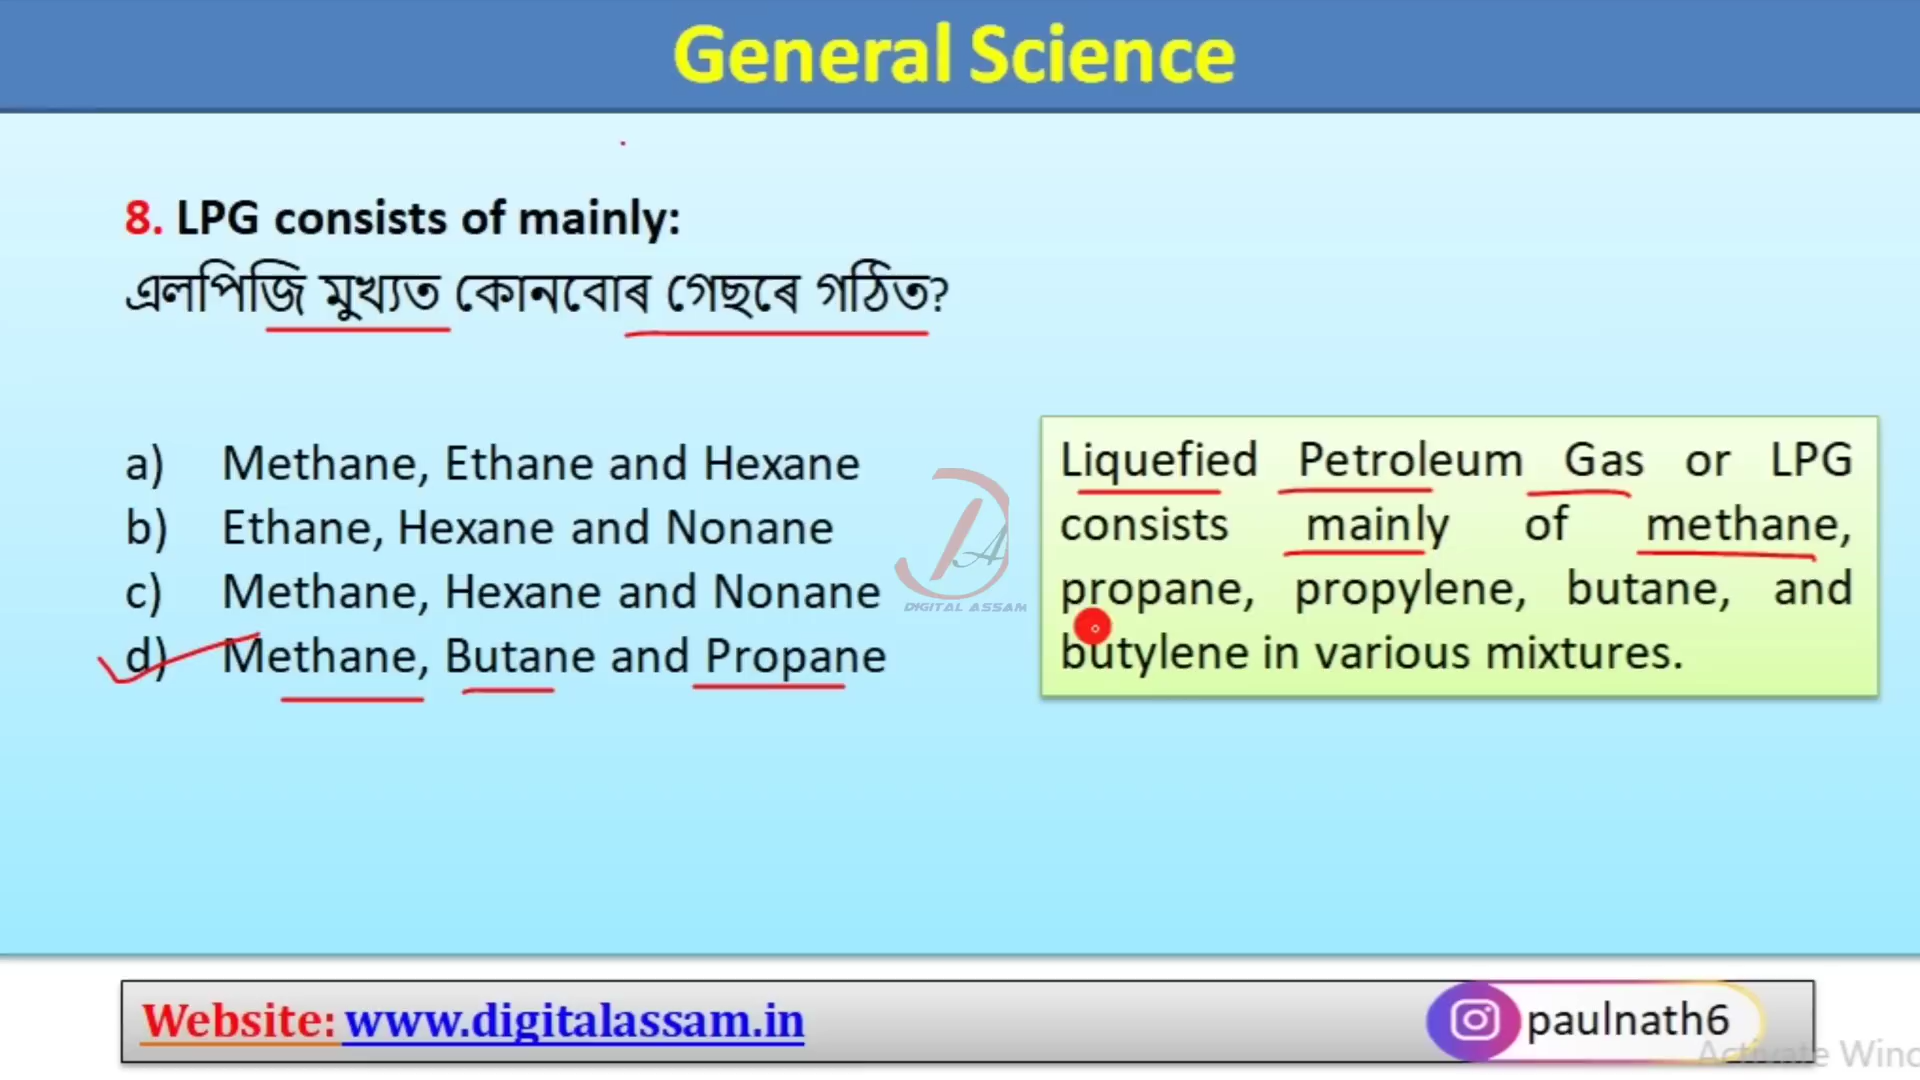 General Science
8. LPG consists of mainly:
এলপিজি মুখ্যত কোনবোৰ গেছৰে গঠিত?
a) Methane, Ethane and Hexane
b) Ethane, Hexane and Nonane
c) Methane, Hexane and Nonane
d) Methane, Butane and Propane
Liquefied Petroleum Gas or LPG
consists mainly of methane,
propane, propylene, butane, and
butylene in various mixtures.
DIGITAL ASSAM
Website: www.digitalassam.in
paulnath6
Activate Winc